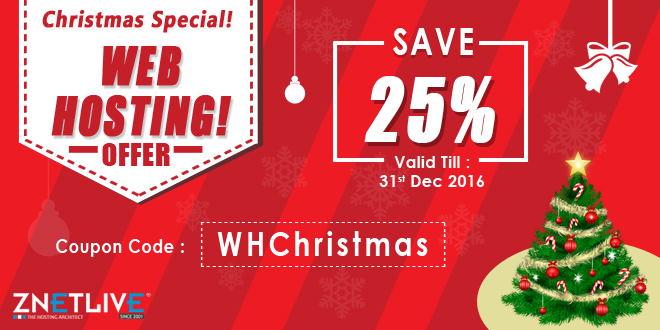 Christmas Special!
WEB
HOSTING!
OFFER
SAVE
25%
Valid Till :
31st Dec 2016
Coupon Code : WHChristmas
ZNETLIVE®
THE HOSTING ARCHITECT SINCE 2001